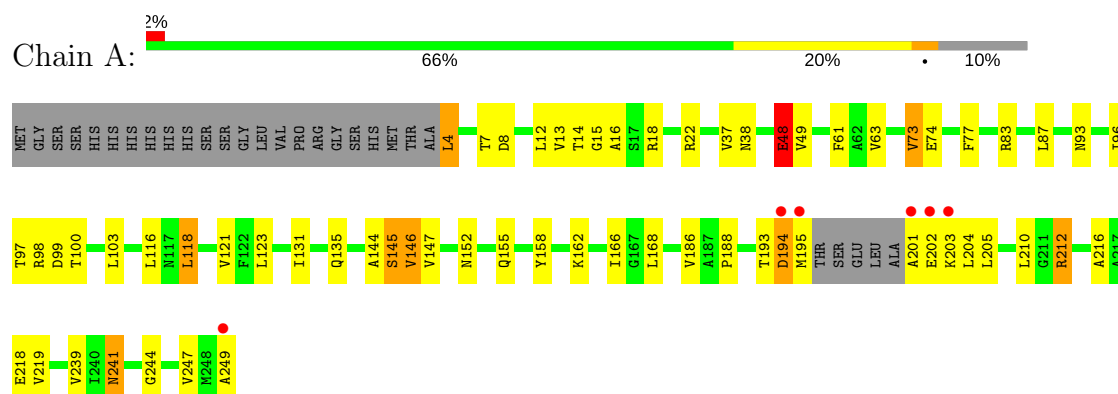 2%
Chain A:
66% 20% • 10%
MET GLY SER SER HIS HIS HIS HIS HIS HIS SER SER GLY LEU VAL PRO ARG GLY SER HIS MET THR ALA L4 T7 D8 L12 V13 T14 G15 A16 S17 R18 R22 V37 N38 E48 V49 F61 A62 V63 V73 E74 F77 R83 L87 N93 I96
T97 R98 D99 T100 L103 L116 N117 L118 V121 F122 L123 I131 Q135 A144 S145 V146 V147 N152 Q155 Y158 K162 I166 G167 L168 V186 A187 P188 T193 D194 M195 THR SER GLU LEU ALA A201 E202 K203 L204 L205 L210 G211 R212 A216 A217
E218 V219 V239 I240 N241 G244 V247 M248 A249